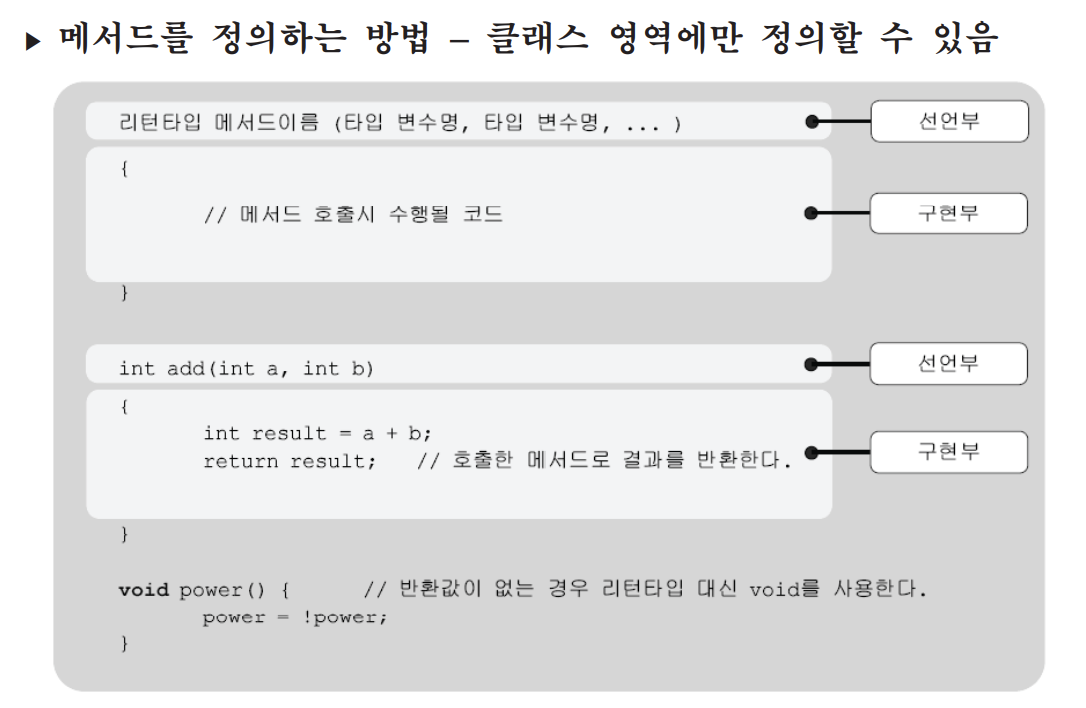 ▶ 메서드를 정의하는 방법 – 클래스 영역에만 정의할 수 있음
리턴타입 메서드이름 (타입 변수명, 타입 변수명, ... )
선언부
{
// 메서드 호출시 수행될 코드
구현부
}
int add(int a, int b)
선언부
{
int result = a + b;
return result; // 호출한 메서드로 결과를 반환한다.
구현부
}
void power() { // 반환값이 없는 경우 리턴타입 대신 void를 사용한다.
power = !power;
}